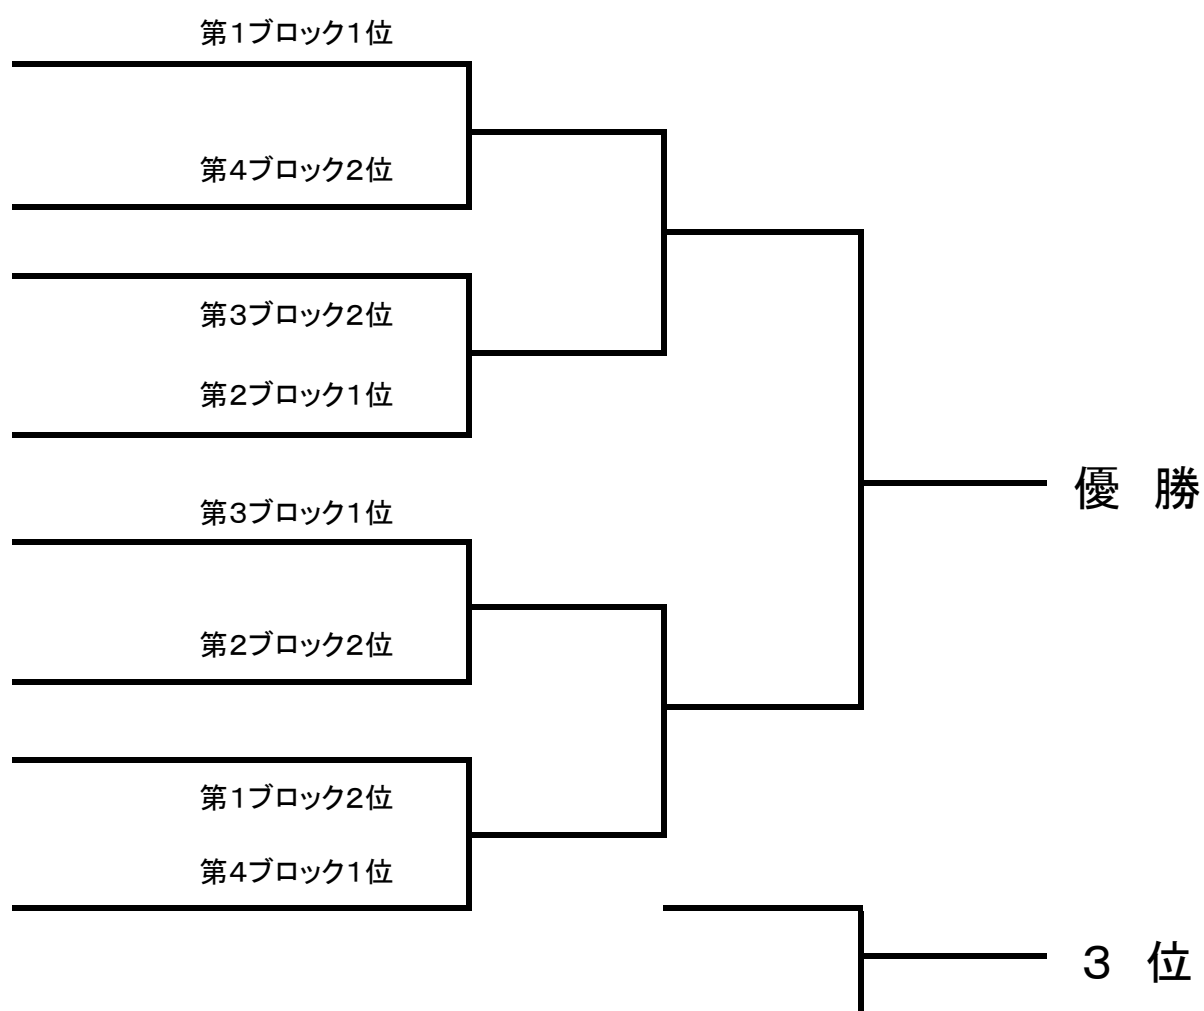 第１ブロック１位
第４ブロック２位
第３ブロック２位
第２ブロック１位
優　勝
第３ブロック１位
第２ブロック２位
第１ブロック２位
第４ブロック１位
３　位